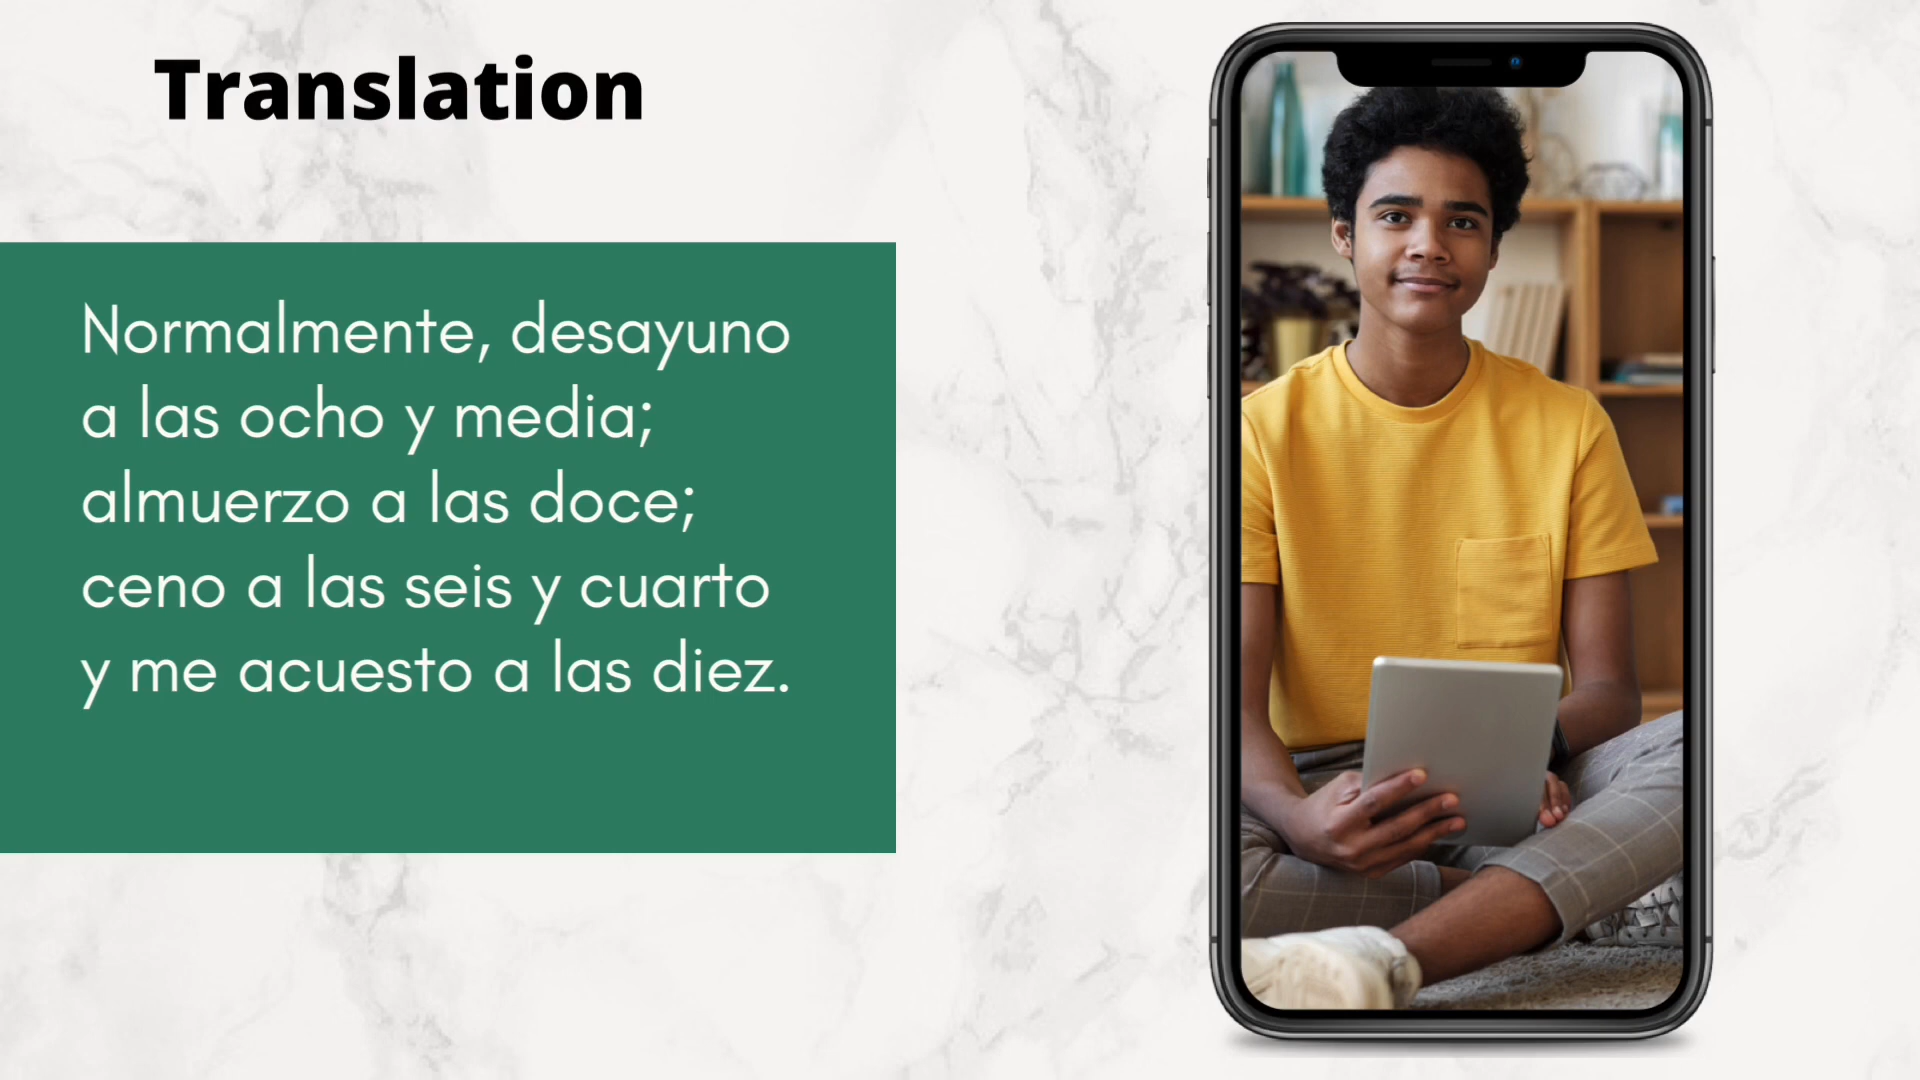 Translation
Normalmente, desayuno
a las ocho y media;
almuerzo a las doce;
ceno a las seis y cuarto
y me acuesto a las diez.